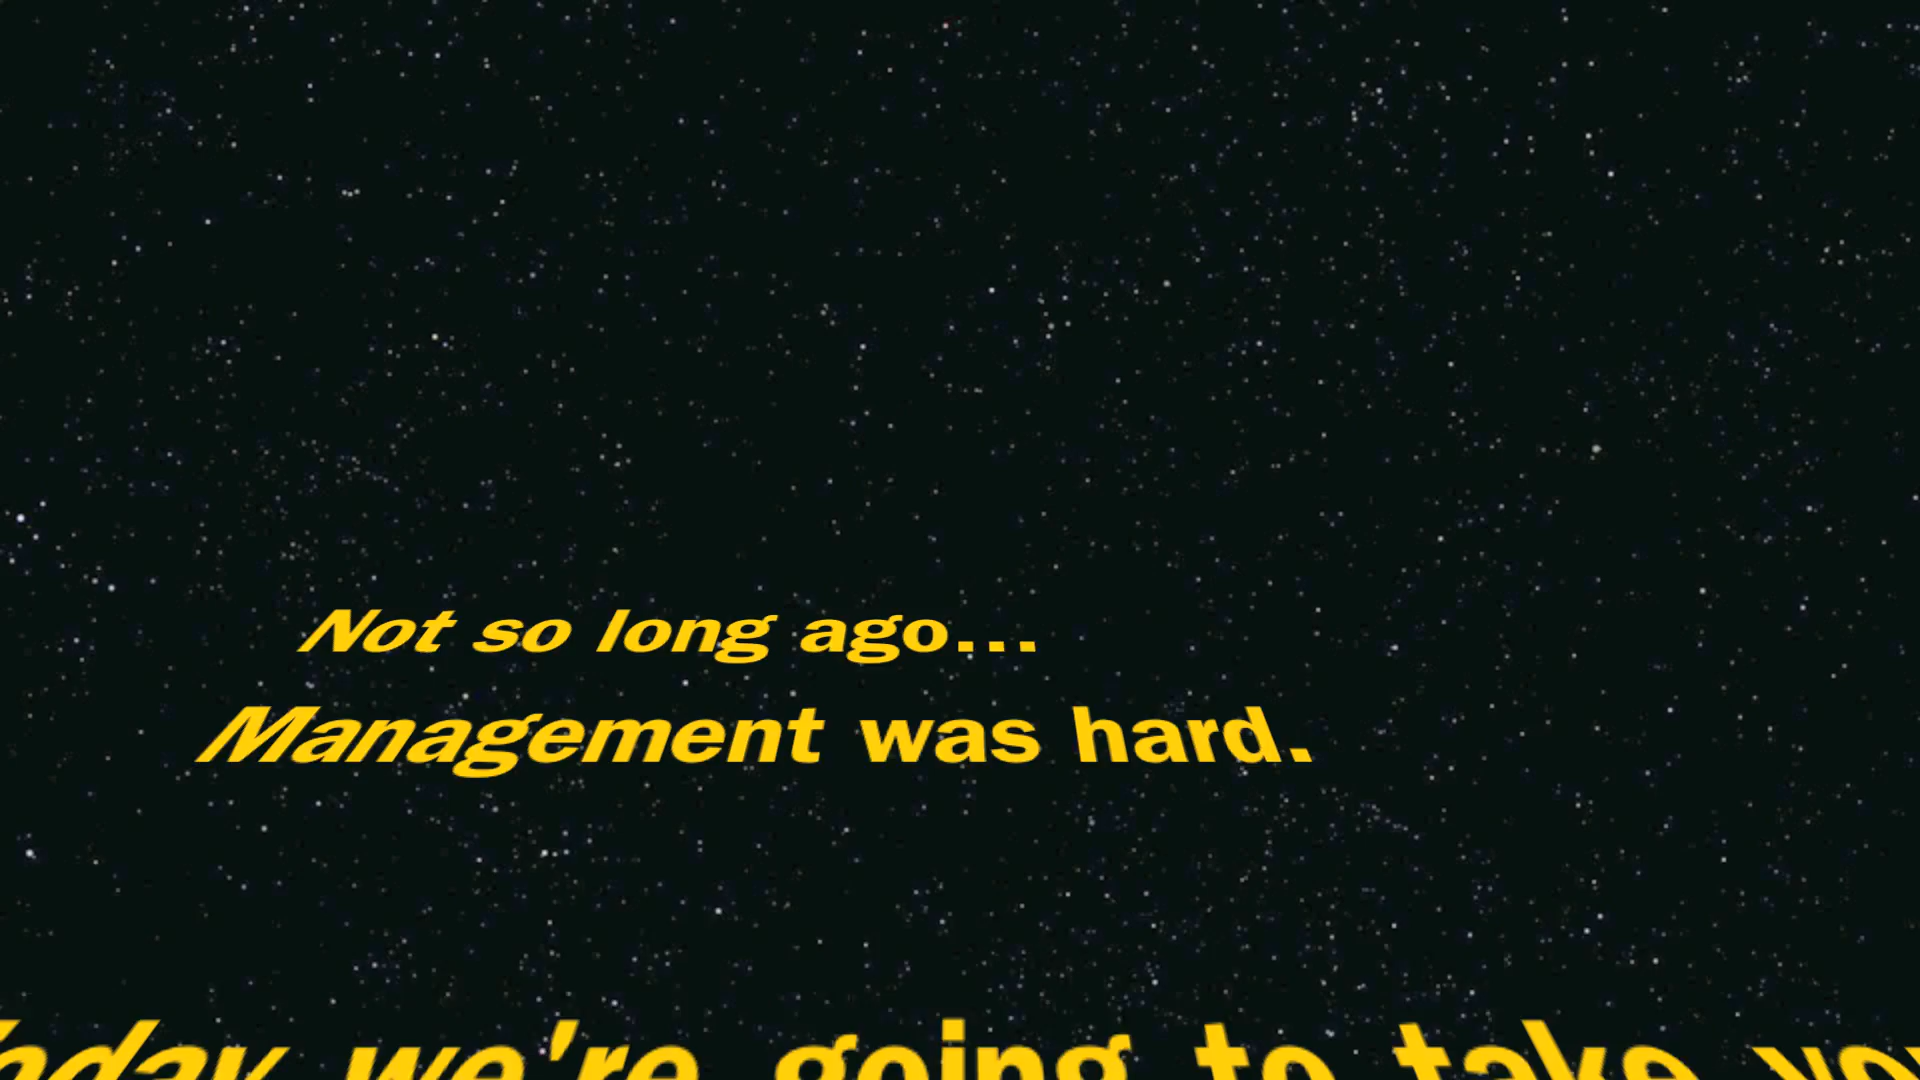 Not so long ago...
Management was hard.
we're going to take